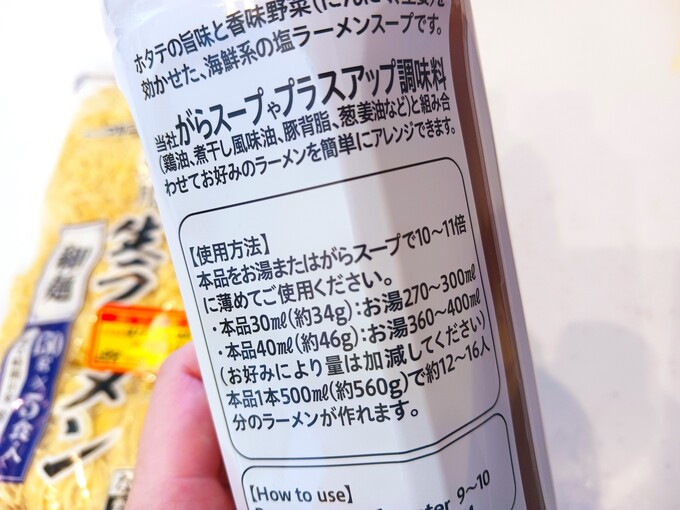 ホタテの旨味と香味野菜(にんにく、生姜)を
効かせた、海鮮系の塩ラーメンスープです。
当社がらスープやプラスアップ調味料
(鶏油、煮干し風味油、豚背脂、葱姜油など)と組み合
わせてお好みのラーメンを簡単にアレンジできます。
【使用方法】
本品をお湯またはがらスープで10〜11倍
に薄めてご使用ください。
・本品30㎖(約34g):お湯270〜300㎖
・本品40㎖(約46g):お湯360〜400㎖
(お好みにより量は加減してください)
本品1本500㎖(約560g)で約12〜16人
分のラーメンが作れます。
【How to use】
9〜10
生ラーメン
細麺